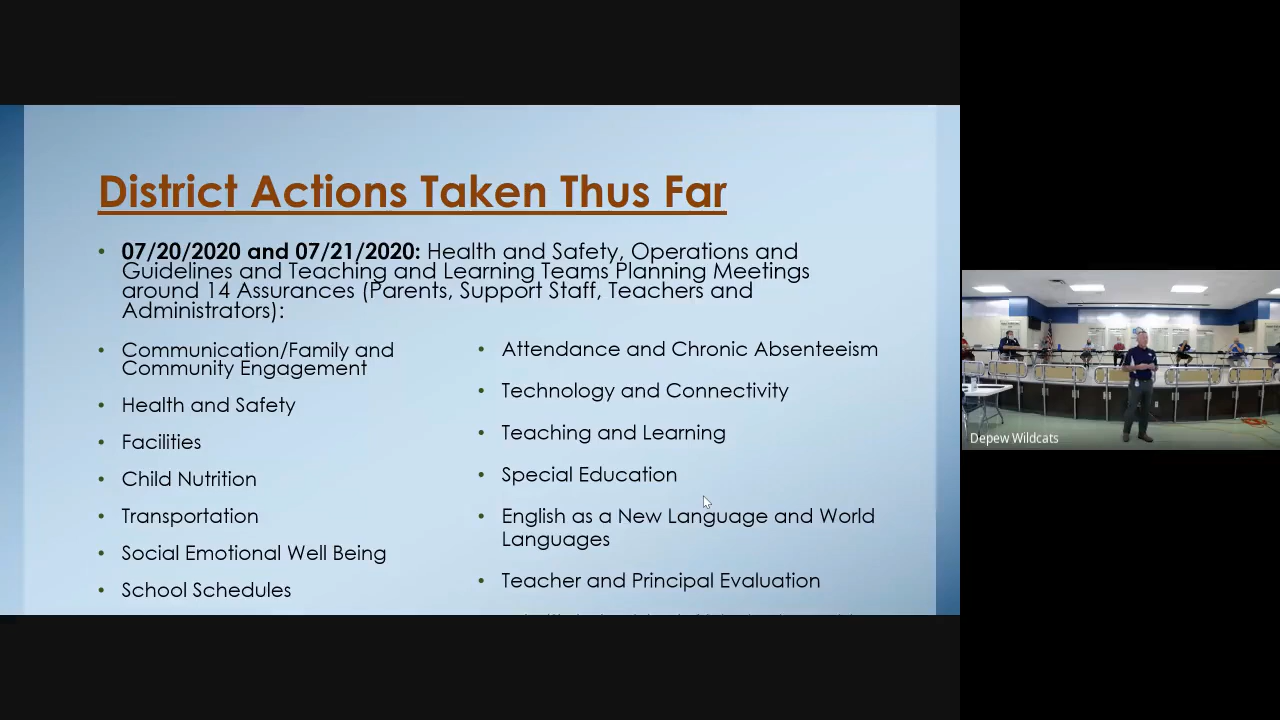 District Actions Taken Thus Far
• 07/20/2020 and 07/21/2020: Health and Safety, Operations and
Guidelines and Teaching and Learning Teams Planning Meetings
around 14 Assurances (Parents, Support Staff, Teachers and
Administrators):
• Communication/Family and
Community Engagement
• Health and Safety
• Facilities
• Child Nutrition
• Transportation
• Social Emotional Well Being
• School Schedules
• Attendance and Chronic Absenteeism
• Technology and Connectivity
• Teaching and Learning
• Special Education
• English as a New Language and World
Languages
• Teacher and Principal Evaluation
Depew Wildcats